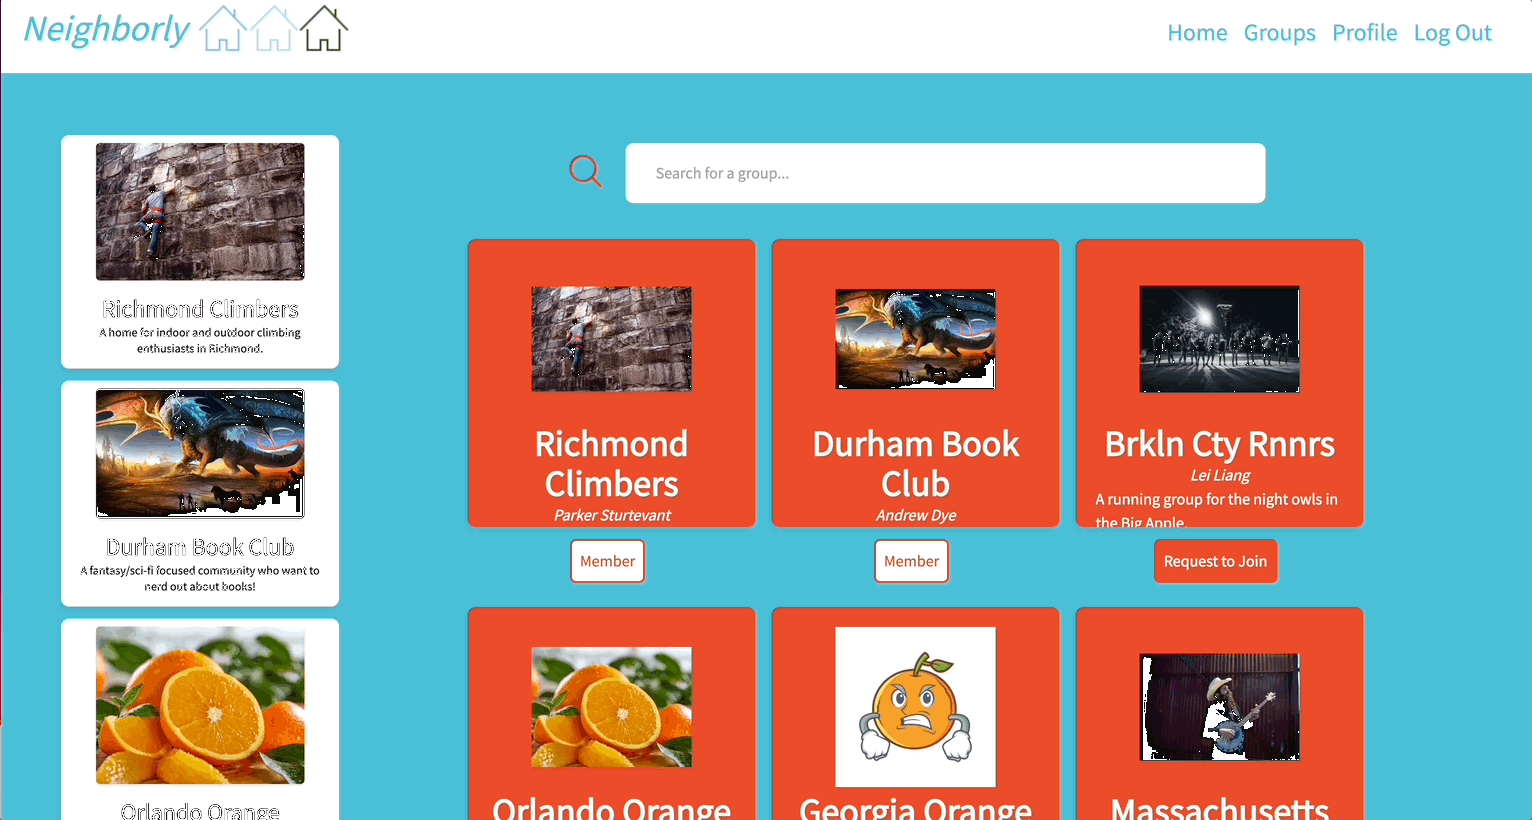 Neighborly
Home Groups Profile Log Out
Search for a group...
Richmond Climbers
A home for indoor and outdoor climbing
enthusiasts in Richmond.
Durham Book Club
A fantasy/sci-fi focused community who want to
nerd out about books!
Orlando Orange
Richmond
Climbers
Parker Sturtevant
Member
Durham Book
Club
Andrew Dye
Member
Brkln Cty Rnnrs
Lei Liang
A running group for the night owls in
the Big Apple.
Request to Join
Orlando Orange
Georgia Orange
Massachusetts